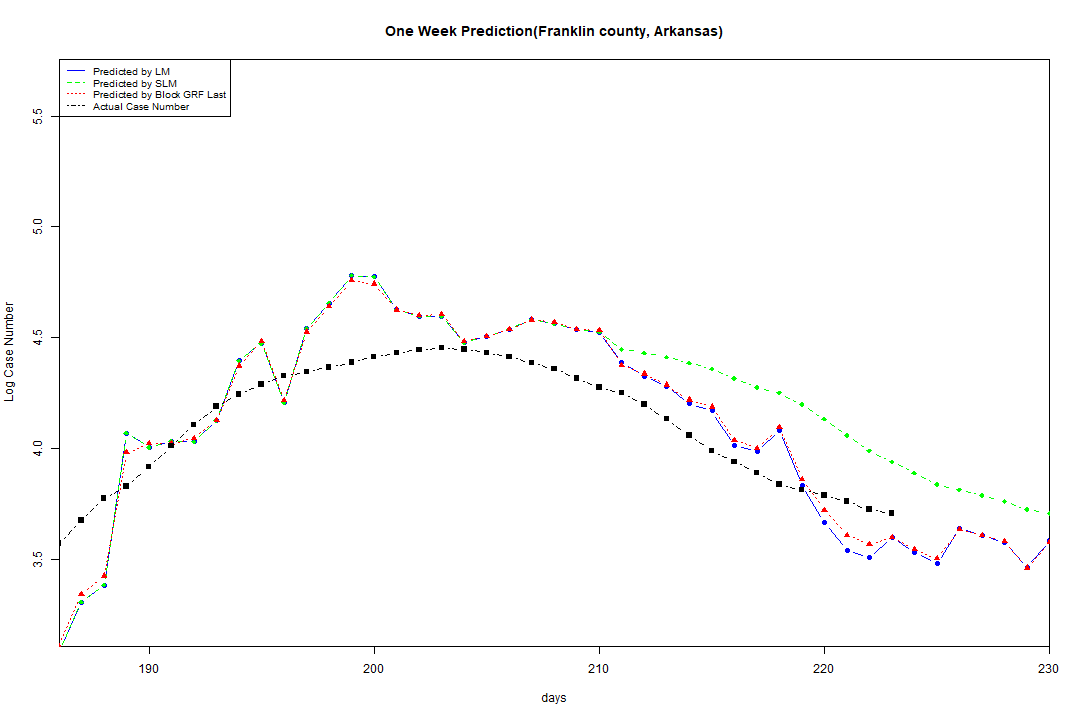 One Week Prediction(Franklin county, Arkansas)
Predicted by LM
Predicted by SLM
Predicted by Block GRF Last
Actual Case Number
5.5
5.0
4.5
4.0
3.5
Log Case Number
190
200
210
220
230
days